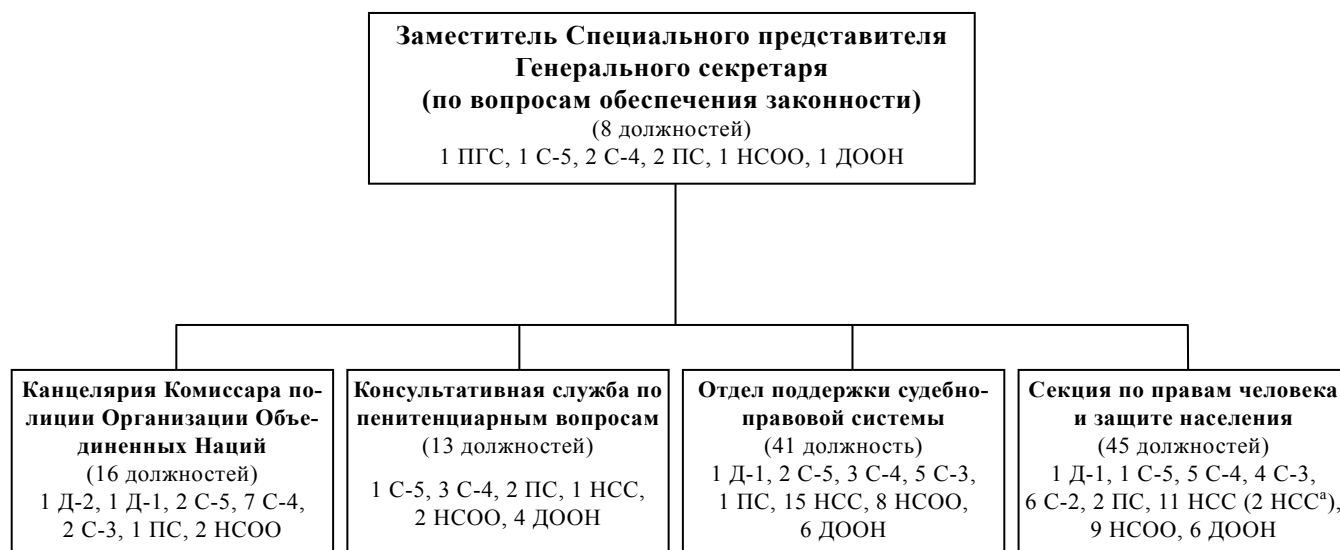 Заместитель Специального представителя
Генерального секретаря
(по вопросам обеспечения законности)
(8 должностей)
1 ПГС, 1 С-5, 2 С-4, 2 ПС, 1 НСОО, 1 ДООН
Канцелярия Комиссара по-
лиции Организации Объе-
диненных Наций
(16 должностей)
1 Д-2, 1 Д-1, 2 С-5, 7 С-4,
2 С-3, 1 ПС, 2 НСОО
Консультативная служба по
пенитенциарным вопросам
(13 должностей)
1 С-5, 3 С-4, 2 ПС, 1 НСС,
2 НСОО, 4 ДООН
Отдел поддержки судебно-
правовой системы
(41 должность)
1 Д-1, 2 С-5, 3 С-4, 5 С-3,
1 ПС, 15 НСС, 8 НСОО,
6 ДООН
Секция по правам человека
и защите населения
(45 должностей)
1 Д-1, 1 С-5, 5 С-4, 4 С-3,
6 С-2, 2 ПС, 11 НСС (2 НССᵃ),
9 НСОО, 6 ДООН